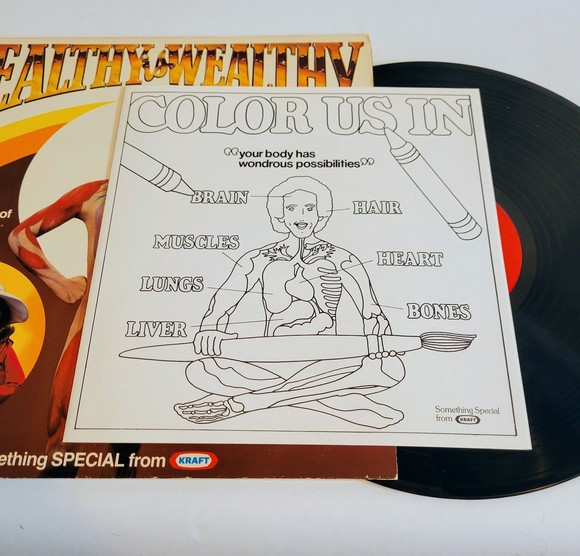 EALTHY & WEALTHY
of
COLOR US IN
“your body has
wondrous possibilities”
BRAIN
HAIR
MUSCLES
HEART
LUNGS
BONES
LIVER
Something Special
from KRAFT
ething SPECIAL from KRAFT